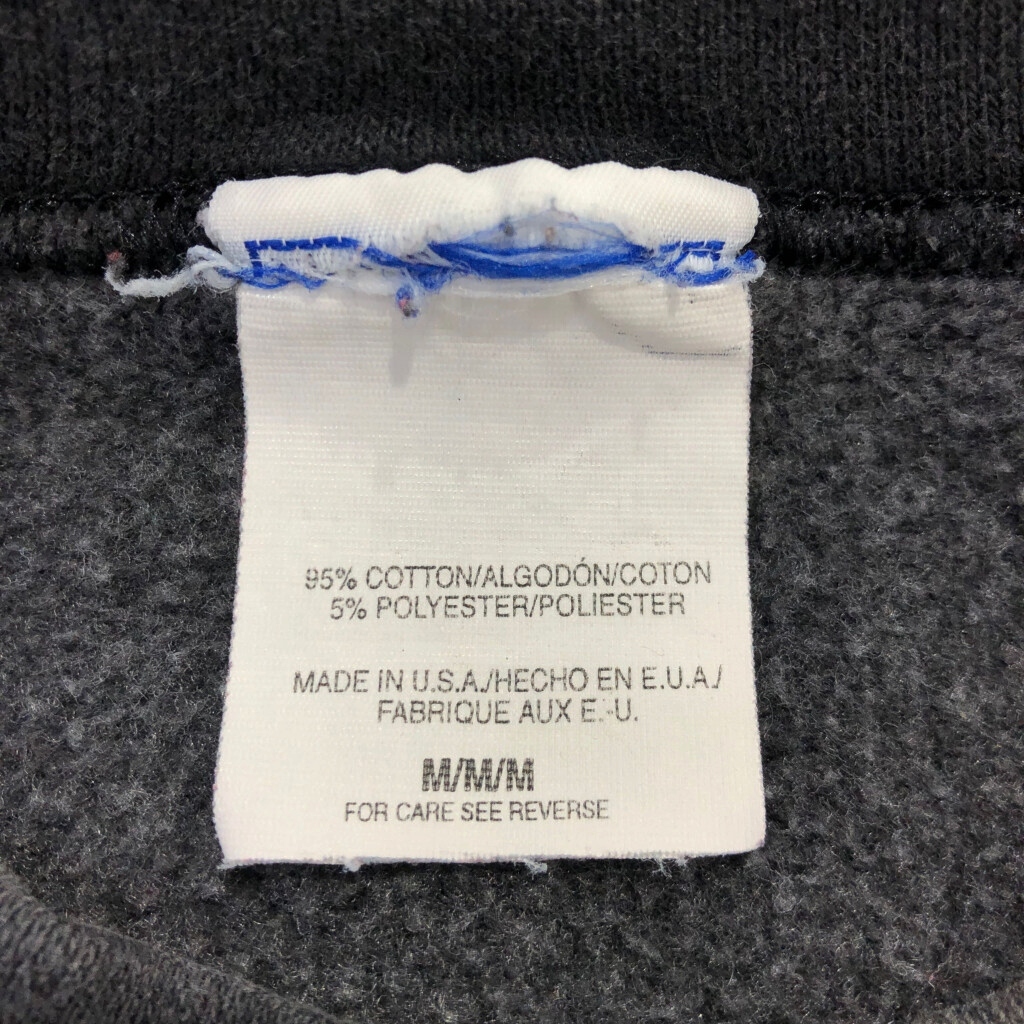 95% COTTON/ALGODÓN/COTON
5% POLYESTER/POLIESTER
MADE IN U.S.A./HECHO EN E.U.A./
FABRIQUE AUX E.-U.
M/M/M
FOR CARE SEE REVERSE